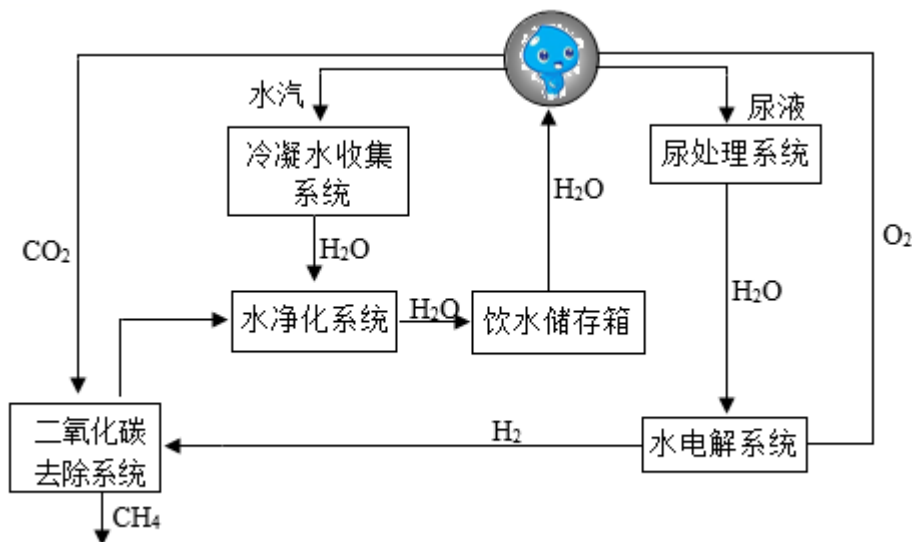 水汽
尿液
冷凝水收集
系统
尿处理系统
CO₂
H₂O
H₂O
H₂O
O₂
水净化系统
H₂O
饮水储存箱
二氧化碳
去除系统
H₂
水电解系统
CH₄